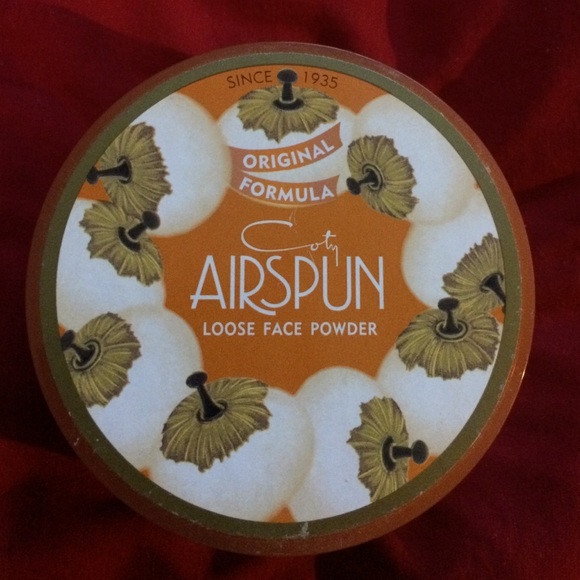 SINCE 1935
ORIGINAL
FORMULA
Coty
AIRSPUN
LOOSE FACE POWDER